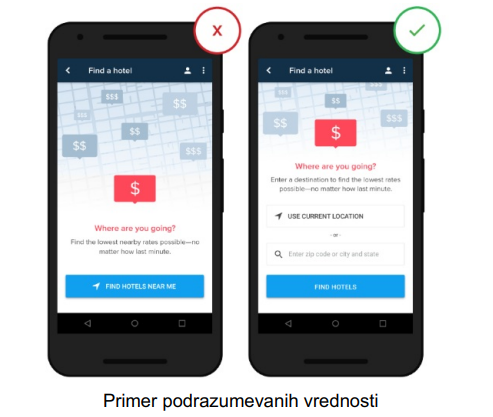 X
Find a hotel
$$$
$$
$$$
$$
$$
$$$
$
Where are you going?
Find the lowest nearby rates possible—no
matter how last minute.
FIND HOTELS NEAR ME
Find a hotel
$$$
$$
$$$
$$
$$
$$$
$
Where are you going?
Enter a destination to find the lowest rates
possible—no matter how last minute.
USE CURRENT LOCATION
-or-
Enter zip code or city and state
FIND HOTELS
Primer podrazumevanih vrednosti